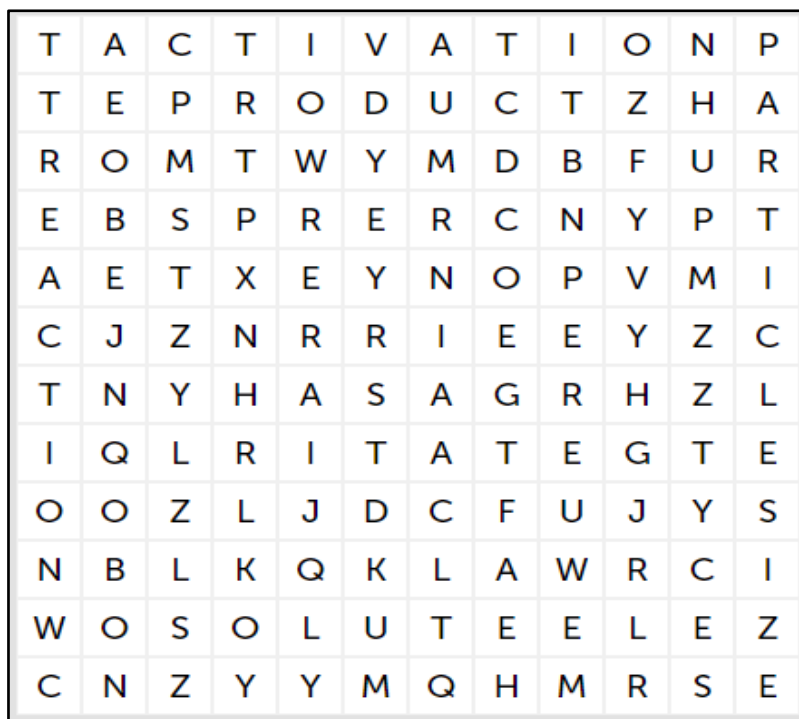 T A C T I V A T I O N P
T E P R O D U C T Z H A
R O M T W Y M D B F U R
E B S P R E R C N Y P T
A E T X E Y N O P V M I
C J Z N R R I E E Y Z C
T N Y H A S A G R H Z L
I Q L R I T A T E G T E
O O Z L J D C F U J Y S
N B L K Q K L A W R C I
W O S O L U T E E L E Z
C N Z Y Y M Q H M R S E